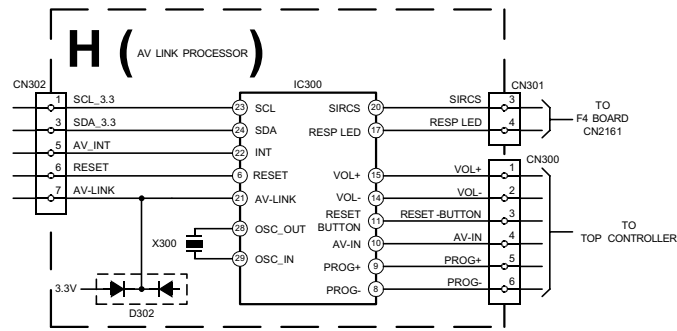 H ( AV LINK PROCESSOR )
CN302 IC300 CN301
1 SCL_3.3 23 SCL SIRCS 20 SIRCS 3 TO
3 SDA_3.3 24 SDA RESP LED 17 RESP LED 4 F4 BOARD
CN2161
5 AV_INT 22 INT
CN300
6 RESET 6 RESET VOL+ 15 VOL+ 1
7 AV-LINK 21 AV-LINK VOL- 14 VOL- 2
RESET BUTTON 11 RESET-BUTTON 3 TO
28 OSC_OUT AV-IN 10 AV-IN 4 TOP CONTROLLER
X300
29 OSC_IN PROG+ 9 PROG+ 5
3.3V PROG- 8 PROG- 6
D302